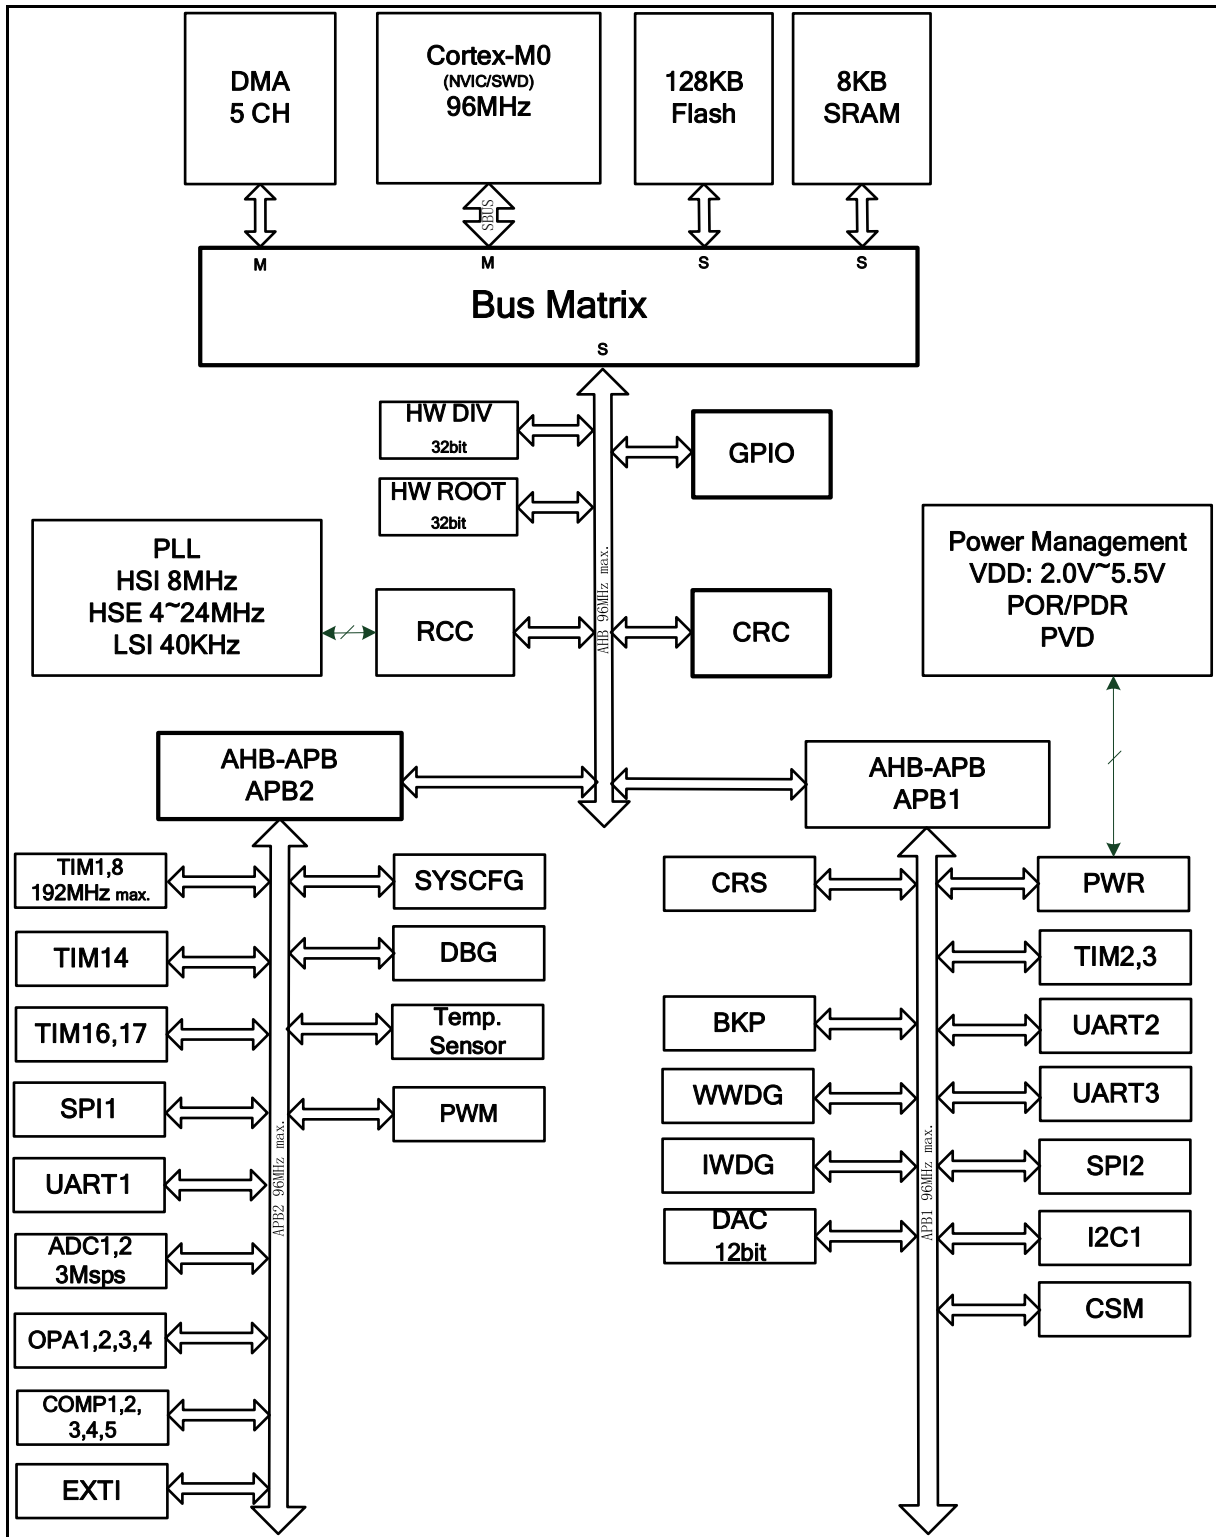 DMA
5 CH
Cortex-M0
(NVIC/SWD)
96MHz
128KB
Flash
8KB
SRAM
SBUS
M
M
S
S
Bus Matrix
S
HW DIV
32bit
GPIO
HW ROOT
32bit
PLL
HSI 8MHz
HSE 4~24MHz
LSI 40KHz
RCC
AHB 96MHz max.
CRC
Power Management
VDD: 2.0V~5.5V
POR/PDR
PVD
AHB-APB
APB2
AHB-APB
APB1
TIM1,8
192MHz max.
SYSCFG
TIM14
DBG
TIM16,17
Temp.
Sensor
SPI1
PWM
UART1
APB2 96MHz max.
ADC1,2
3Msps
OPA1,2,3,4
COMP1,2,
3,4,5
EXTI
CRS
PWR
TIM2,3
BKP
UART2
WWDG
UART3
IWDG
APB1 96MHz max.
SPI2
DAC
12bit
I2C1
CSM